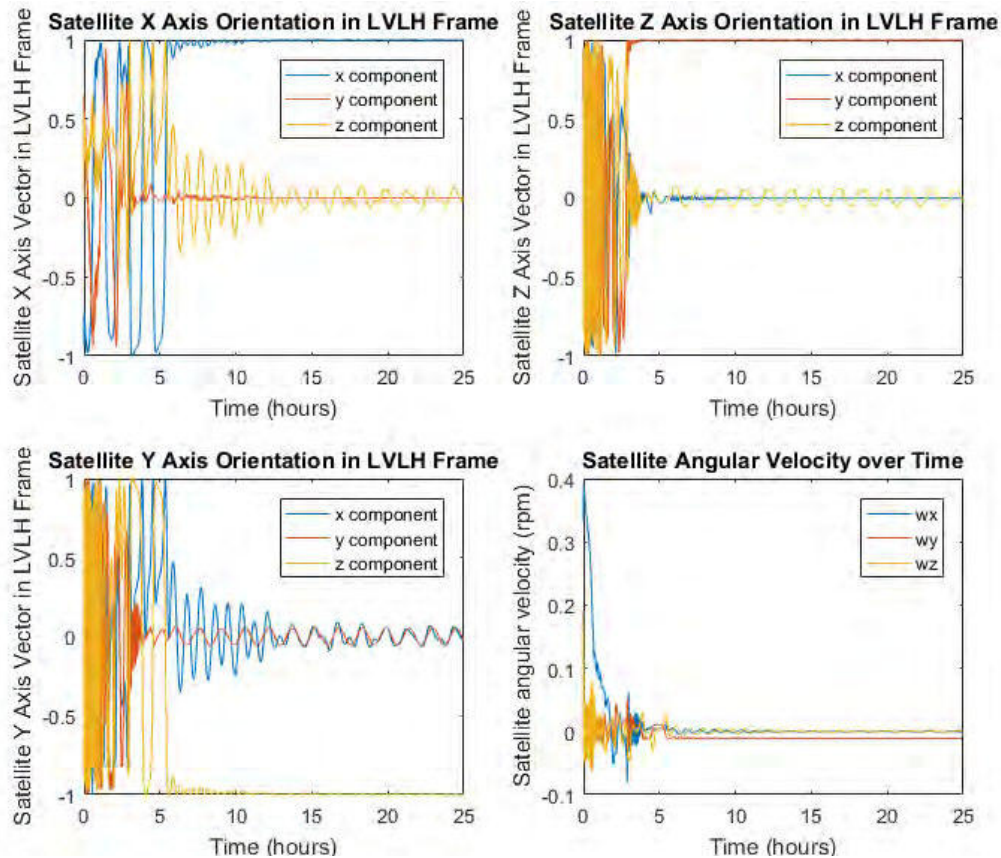 Satellite X Axis Orientation in LVLH Frame
Satellite X Axis Vector in LVLH Frame
1
0.5
0
-0.5
-1
x component
y component
z component
0 5 10 15 20 25
Time (hours)
Satellite Z Axis Orientation in LVLH Frame
Satellite Z Axis Vector in LVLH Frame
1
0.5
0
-0.5
-1
x component
y component
z component
0 5 10 15 20 25
Time (hours)
Satellite Y Axis Orientation in LVLH Frame
Satellite Y Axis Vector in LVLH Frame
1
0.5
0
-0.5
-1
x component
y component
z component
0 5 10 15 20 25
Time (hours)
Satellite Angular Velocity over Time
Satellite angular velocity (rpm)
0.4
0.3
0.2
0.1
0
-0.1
wx
wy
wz
0 5 10 15 20 25
Time (hours)